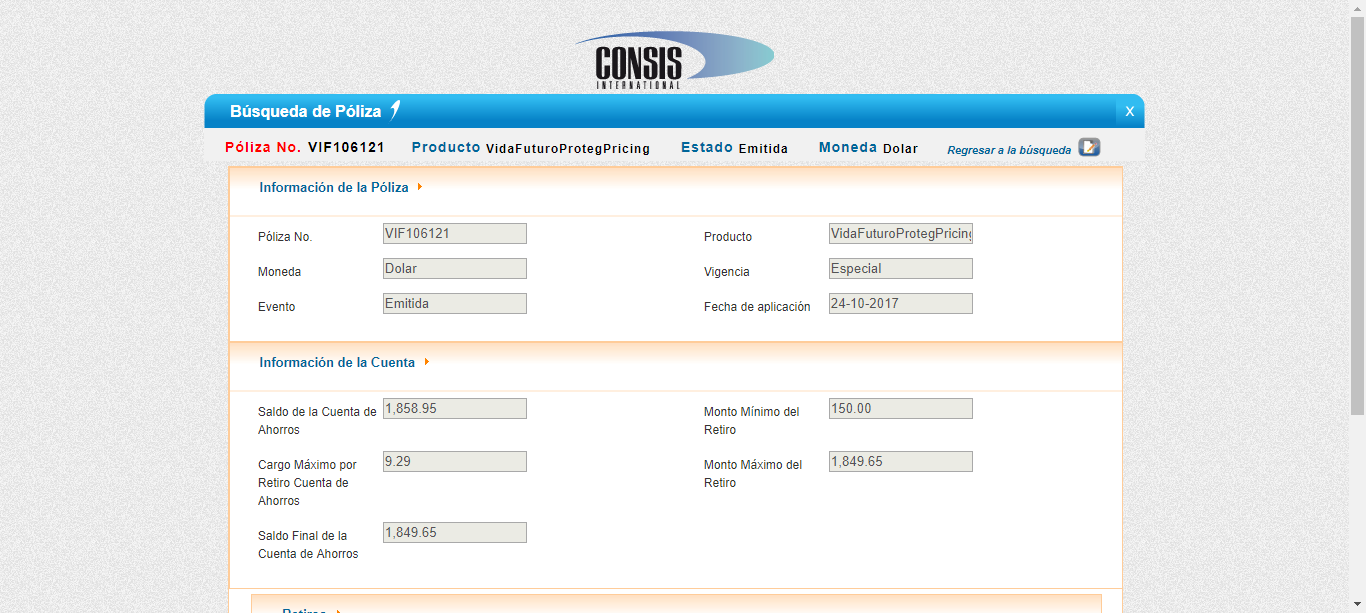 CONSIS
INTERNATIONAL
Búsqueda de Póliza
X
Póliza No. VIF106121 Producto VidaFuturoProtegPricing Estado Emitida Moneda Dolar Regresar a la búsqueda
Información de la Póliza
Póliza No. VIF106121 Producto VidaFuturoProtegPricing
Moneda Dolar Vigencia Especial
Evento Emitida Fecha de aplicación 24-10-2017
Información de la Cuenta
Saldo de la Cuenta de Ahorros 1,858.95 Monto Mínimo del Retiro 150.00
Cargo Máximo por Retiro Cuenta de Ahorros 9.29 Monto Máximo del Retiro 1,849.65
Saldo Final de la Cuenta de Ahorros 1,849.65
Retiros